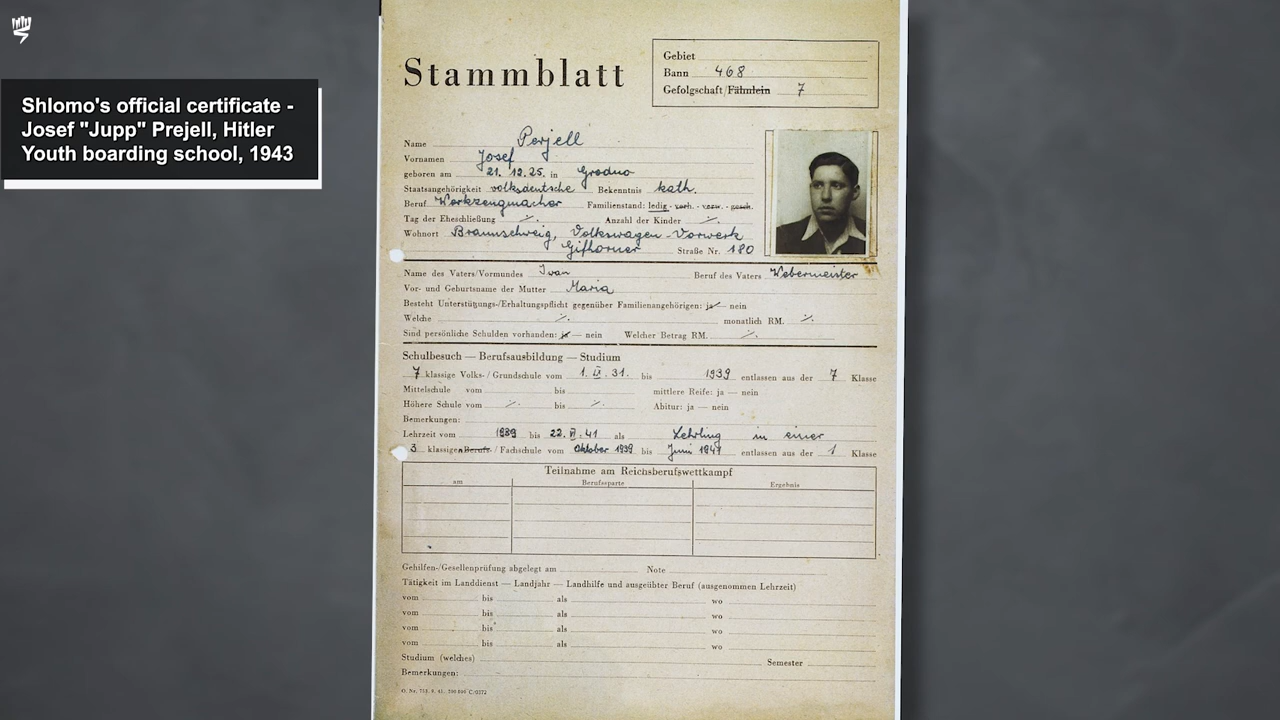 Shlomo's official certificate -
Josef "Jupp" Prejell, Hitler
Youth boarding school, 1943
Stammblatt
Gebiet
Bann 468
Gefolgschaft/Fähnlein 7
Name Perjell
Vornamen Josef
geboren am 21. 12. 25. in Grodno
Staatsangehörigkeit volksdeutsche Bekenntnis kath.
Beruf Werkzeugmacher Familienstand: ledig - verh. - verw. - gesch.
Tag der Eheschließung ·/. Anzahl der Kinder ·/.
Wohnort Braunschweig, Volkswagen-Vorwerk
Gifhorner Straße Nr. 180
Name des Vaters/Vormundes Ivan Beruf des Vaters Webermeister
Vor- und Geburtsname der Mutter Maria
Besteht Unterstützungs-/Erhaltungspflicht gegenüber Familienangehörigen: ja — nein
Welche ·/. monatlich RM. ·/.
Sind persönliche Schulden vorhanden: ja — nein Welcher Betrag RM. ·/.
Schulbesuch — Berufsausbildung — Studium
7 klassige Volks-/Grundschule vom 1. IX. 31. bis 1939 entlassen aus der 7 Klasse
Mittelschule vom bis mittlere Reife: ja — nein
Höhere Schule vom ·/. bis ·/. Abitur: ja — nein
Bemerkungen:
Lehrzeit vom 1939 bis 22. VI. 41 als Lehrling in einer
3 klassigen Berufs-/Fachschule vom Oktober 1939 bis Juni 1941 entlassen aus der 1 Klasse
Teilnahme am Reichsberufswettkampf
am Berufssparte Ergebnis
Gehilfen-/Gesellenprüfung abgelegt am Note
Tätigkeit im Landdienst — Landjahr — Landhilfe und ausgeübter Beruf (ausgenommen Lehrzeit)
vom bis als wo
vom bis als wo
vom bis als wo
vom bis als wo
Studium (welches) Semester
Bemerkungen: